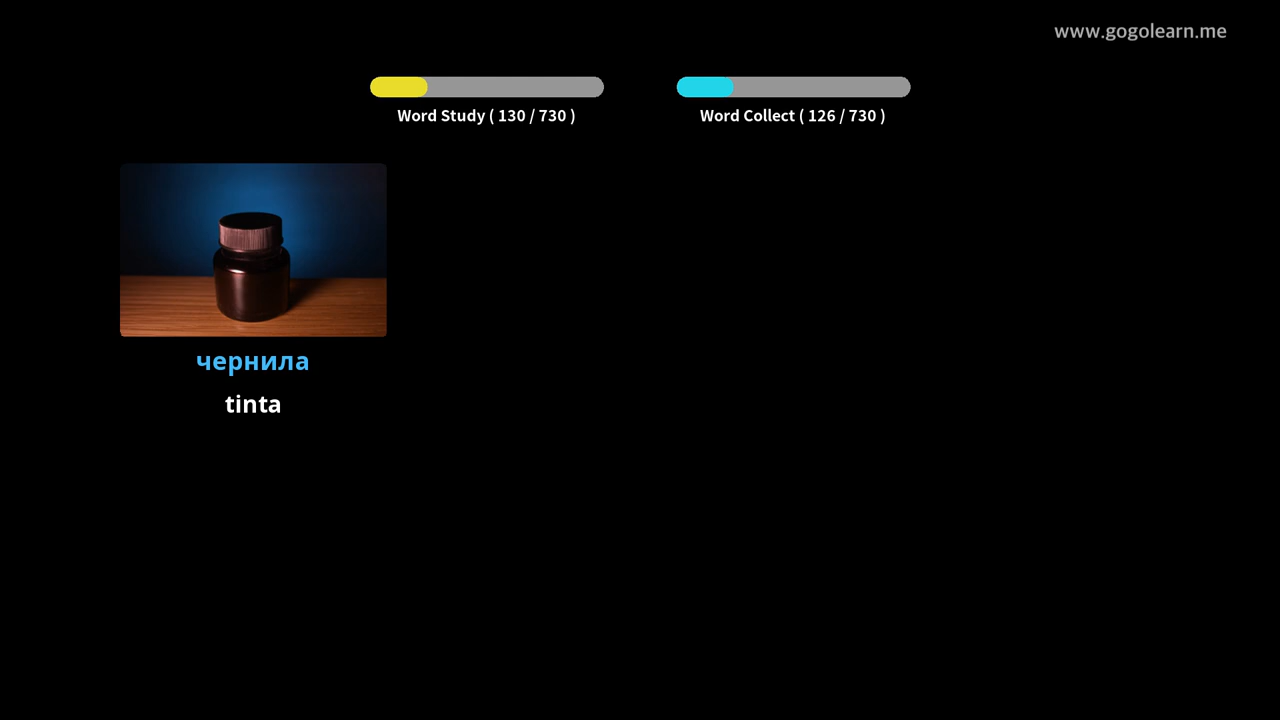 www.gogolearn.me
Word Study ( 130 / 730 )
Word Collect ( 126 / 730 )
чернила
tinta